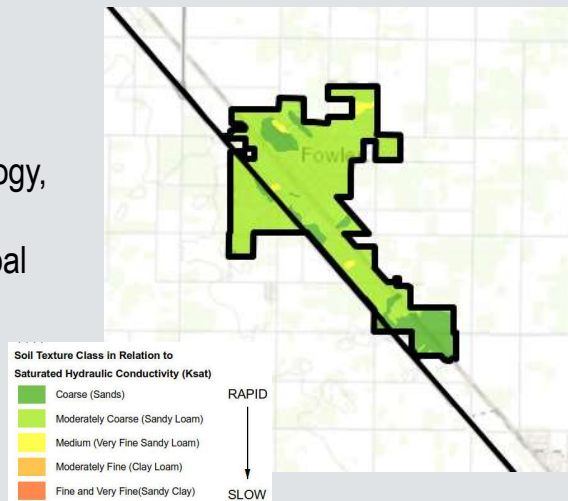 ogy,
oal
Fowler
Soil Texture Class in Relation to
Saturated Hydraulic Conductivity (Ksat)
Coarse (Sands)
RAPID
Moderately Coarse (Sandy Loam)
Medium (Very Fine Sandy Loam)
Moderately Fine (Clay Loam)
Fine and Very Fine(Sandy Clay)
SLOW